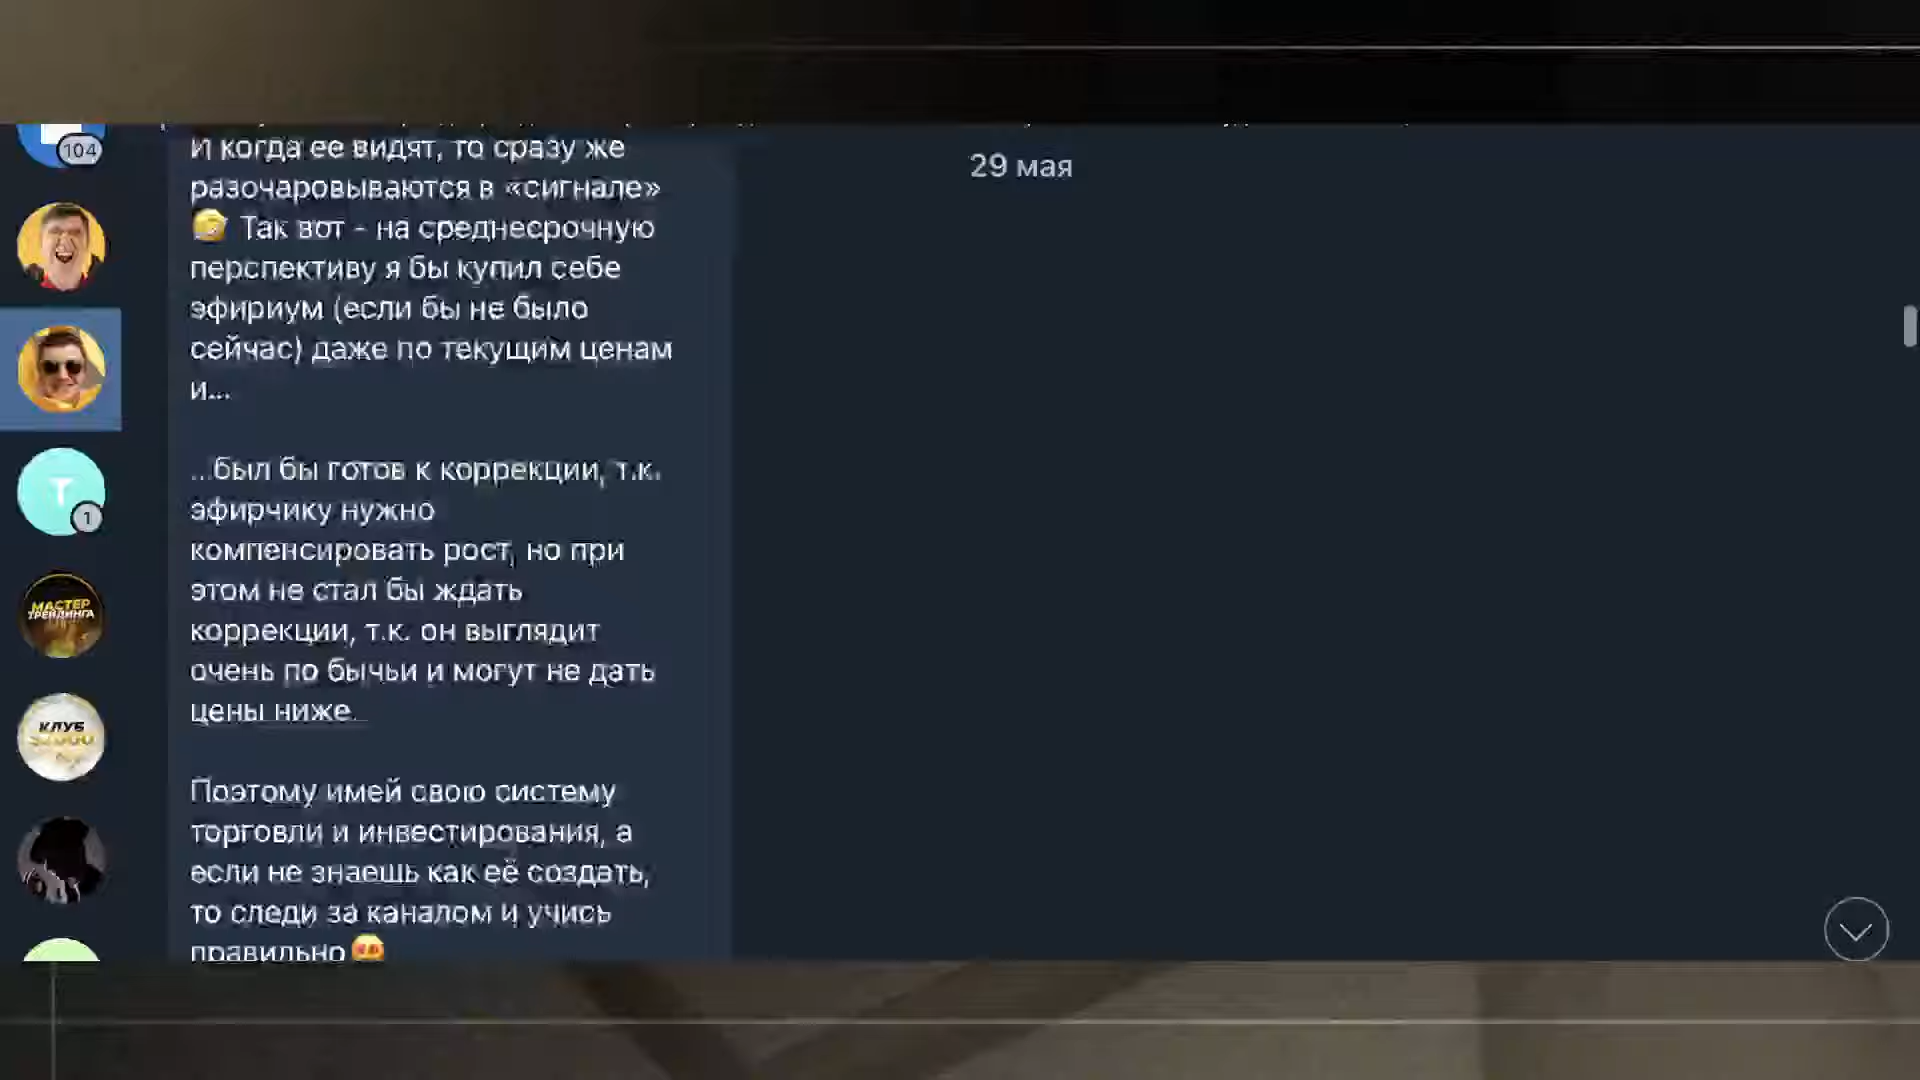 104
И когда ее видят, то сразу же
разочаровываются в «сигнале»
Так вот - на среднесрочную
перспективу я бы купил себе
эфириум (если бы не было
сейчас) даже по текущим ценам
и...
...был бы готов к коррекции, т.к.
эфирчику нужно
компенсировать рост, но при
этом не стал бы ждать
коррекции, т.к. он выглядит
очень по бычьи и могут не дать
цены ниже.
Поэтому имей свою систему
торговли и инвестирования, а
если не знаешь как её создать,
то следи за каналом и учись
правильно
29 мая
Т
1
МАСТЕР
ТРЕЙДИНГА
КЛУБ